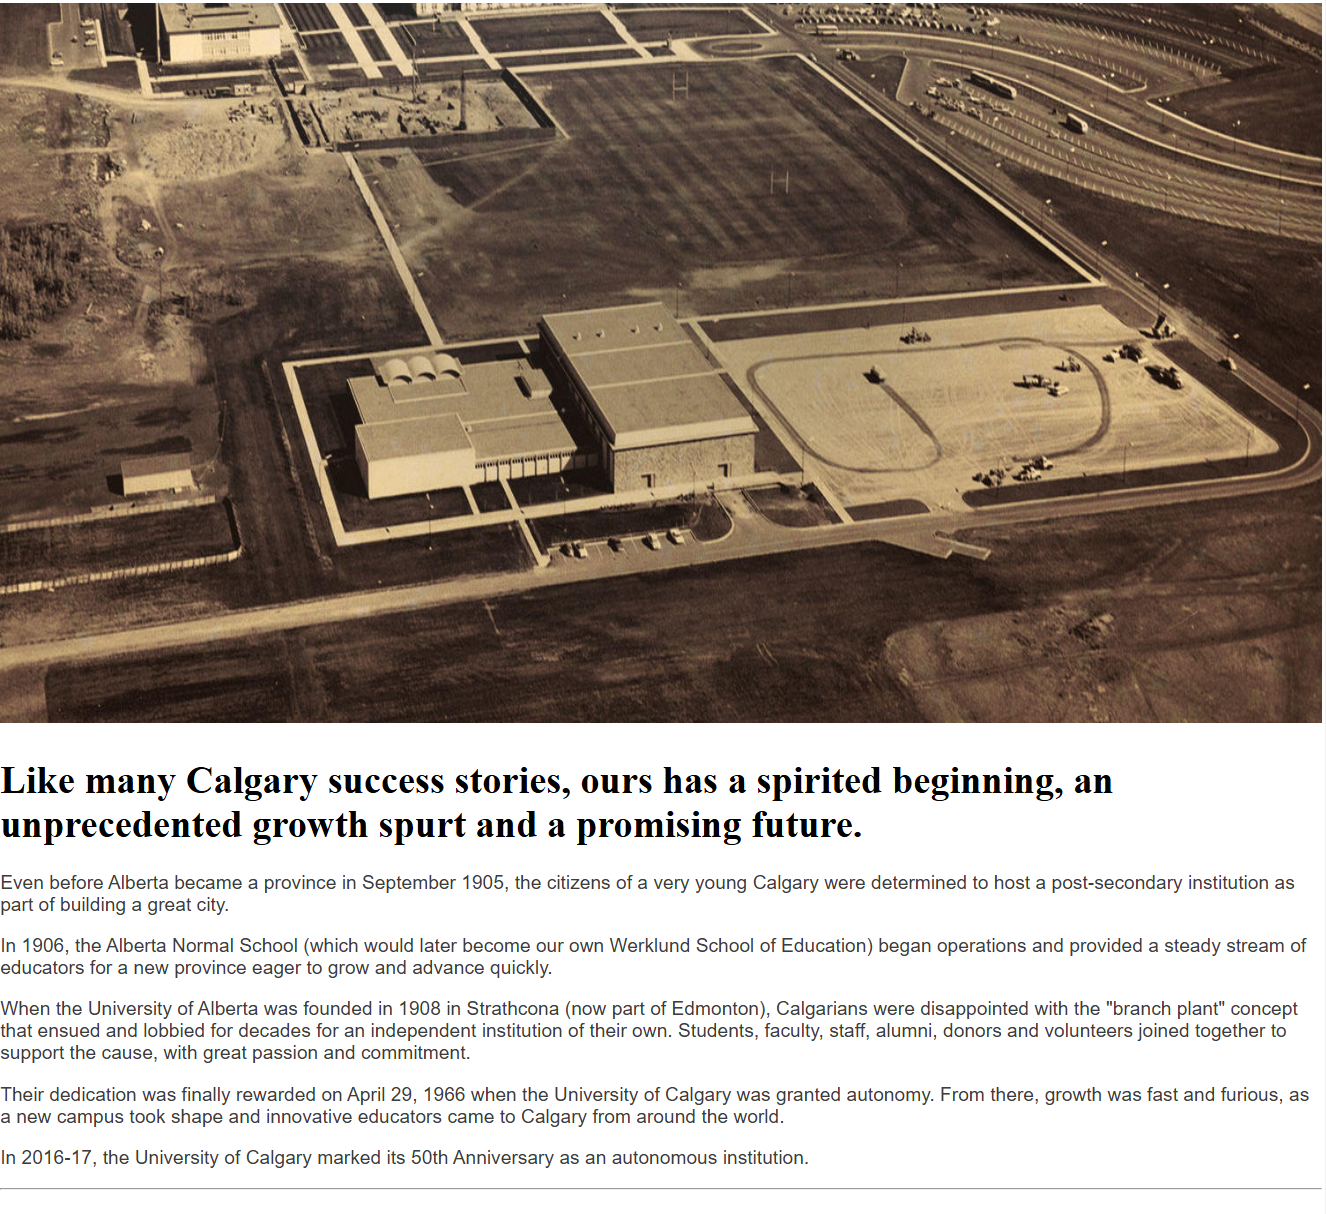 Like many Calgary success stories, ours has a spirited beginning, an
unprecedented growth spurt and a promising future.
Even before Alberta became a province in September 1905, the citizens of a very young Calgary were determined to host a post-secondary institution as
part of building a great city.
In 1906, the Alberta Normal School (which would later become our own Werklund School of Education) began operations and provided a steady stream of
educators for a new province eager to grow and advance quickly.
When the University of Alberta was founded in 1908 in Strathcona (now part of Edmonton), Calgarians were disappointed with the "branch plant" concept
that ensued and lobbied for decades for an independent institution of their own. Students, faculty, staff, alumni, donors and volunteers joined together to
support the cause, with great passion and commitment.
Their dedication was finally rewarded on April 29, 1966 when the University of Calgary was granted autonomy. From there, growth was fast and furious, as
a new campus took shape and innovative educators came to Calgary from around the world.
In 2016-17, the University of Calgary marked its 50th Anniversary as an autonomous institution.